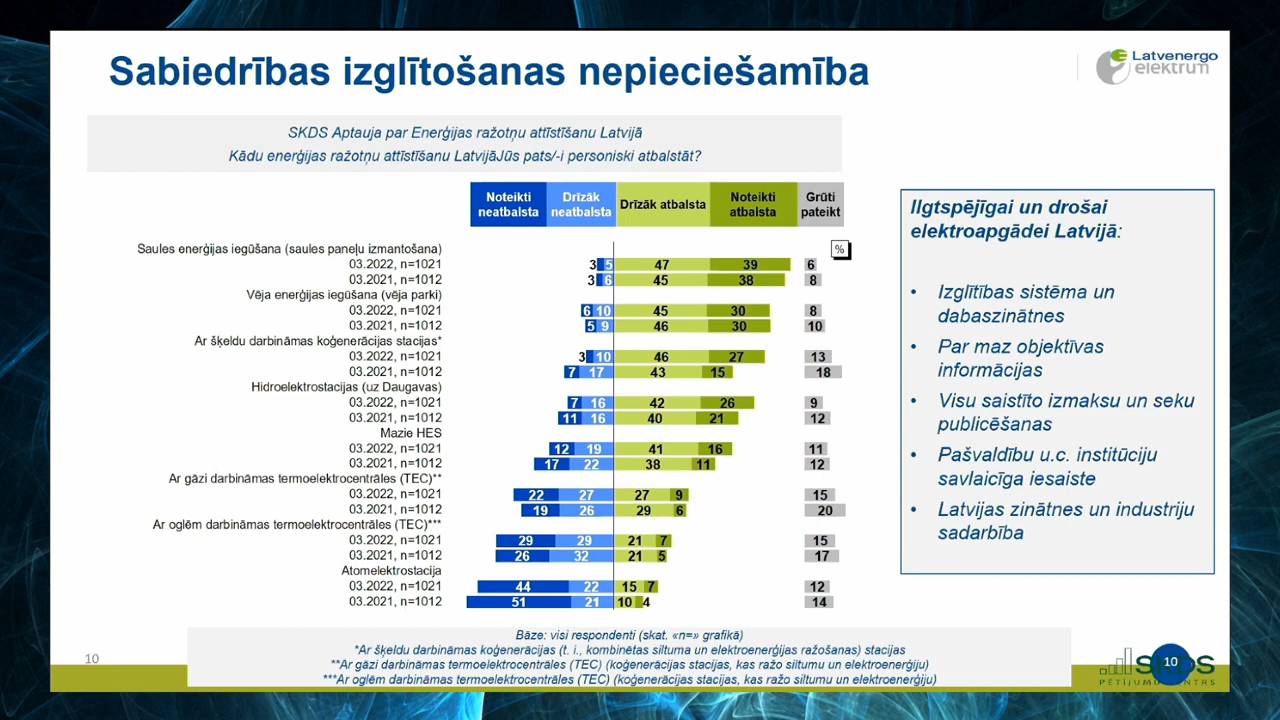 Sabiedrības izglītošanas nepieciešamība
Latvenergo
elektrum
SKDS Aptauja par Enerģijas ražotņu attīstīšanu Latvijā
Kādu enerģijas ražotņu attīstīšanu LatvijāJūs pats/-i personiski atbalstāt?
Noteikti neatbalsta
Drīzāk neatbalsta
Drīzāk atbalsta
Noteikti atbalsta
Grūti pateikt
%
Saules enerģijas iegūšana (saules paneļu izmantošana)
03.2022, n=1021 3 5 47 39 6
03.2021, n=1012 3 6 45 38 8
Vēja enerģijas iegūšana (vēja parki)
03.2022, n=1021 6 10 45 30 8
03.2021, n=1012 5 9 46 30 10
Ar šķeldu darbināmas koģenerācijas stacijas*
03.2022, n=1021 3 10 46 27 13
03.2021, n=1012 7 17 43 15 18
Hidroelektrostacijas (uz Daugavas)
03.2022, n=1021 7 16 42 26 9
03.2021, n=1012 11 16 40 21 12
Mazie HES
03.2022, n=1021 12 19 41 16 11
03.2021, n=1012 17 22 38 11 12
Ar gāzi darbināmas termoelektrocentrāles (TEC)**
03.2022, n=1021 22 27 27 9 15
03.2021, n=1012 19 26 29 6 20
Ar oglēm darbināmas termoelektrocentrāles (TEC)***
03.2022, n=1021 29 29 21 7 15
03.2021, n=1012 26 32 21 5 17
Atomelektrostacija
03.2022, n=1021 44 22 15 7 12
03.2021, n=1012 51 21 10 4 14
Ilgtspējīgai un drošai
elektroapgādei Latvijā:
• Izglītības sistēma un
dabaszinātnes
• Par maz objektīvas
informācijas
• Visu saistīto izmaksu un seku
publicēšanas
• Pašvaldību u.c. institūciju
savlaicīga iesaiste
• Latvijas zinātnes un industriju
sadarbība
Bāze: visi respondenti (skat. «n=» grafikā)
*Ar šķeldu darbināmas koģenerācijas (t. i., kombinētas siltuma un elektroenerģijas ražošanas) stacijas
**Ar gāzi darbināmas termoelektrocentrāles (TEC) (koģenerācijas stacijas, kas ražo siltumu un elektroenerģiju)
***Ar oglēm darbināmas termoelektrocentrāles (TEC) (koģenerācijas stacijas, kas ražo siltumu un elektroenerģiju)
10
10